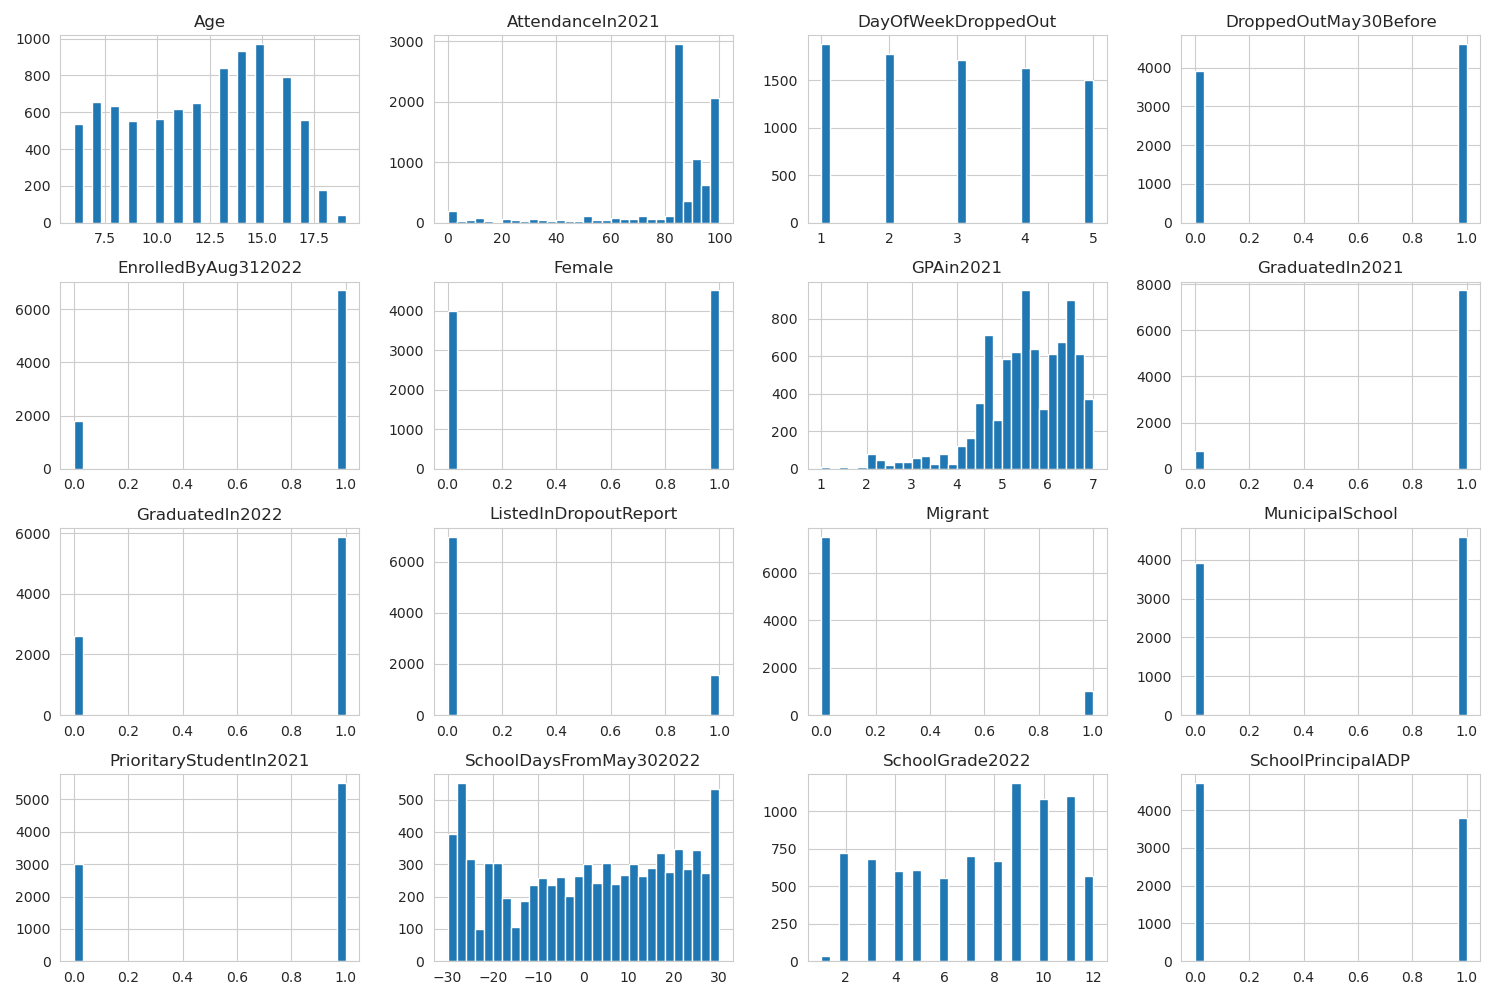 Age
1000
800
600
400
200
0
7.5 10.0 12.5 15.0 17.5
AttendanceIn2021
3000
2000
1000
0
0 20 40 60 80 100
DayOfWeekDroppedOut
1500
1000
500
0
1 2 3 4 5
DroppedOutMay30Before
4000
3000
2000
1000
0
0.0 0.2 0.4 0.6 0.8 1.0
EnrolledByAug312022
6000
4000
2000
0
0.0 0.2 0.4 0.6 0.8 1.0
Female
4000
3000
2000
1000
0
0.0 0.2 0.4 0.6 0.8 1.0
GPAin2021
800
600
400
200
0
1 2 3 4 5 6 7
GraduatedIn2021
8000
6000
4000
2000
0
0.0 0.2 0.4 0.6 0.8 1.0
GraduatedIn2022
6000
4000
2000
0
0.0 0.2 0.4 0.6 0.8 1.0
ListedInDropoutReport
6000
4000
2000
0
0.0 0.2 0.4 0.6 0.8 1.0
Migrant
6000
4000
2000
0
0.0 0.2 0.4 0.6 0.8 1.0
MunicipalSchool
4000
3000
2000
1000
0
0.0 0.2 0.4 0.6 0.8 1.0
PrioritaryStudentIn2021
5000
4000
3000
2000
1000
0
0.0 0.2 0.4 0.6 0.8 1.0
SchoolDaysFromMay302022
500
400
300
200
100
0
−30 −20 −10 0 10 20 30
SchoolGrade2022
1000
750
500
250
0
2 4 6 8 10 12
SchoolPrincipalADP
4000
3000
2000
1000
0
0.0 0.2 0.4 0.6 0.8 1.0